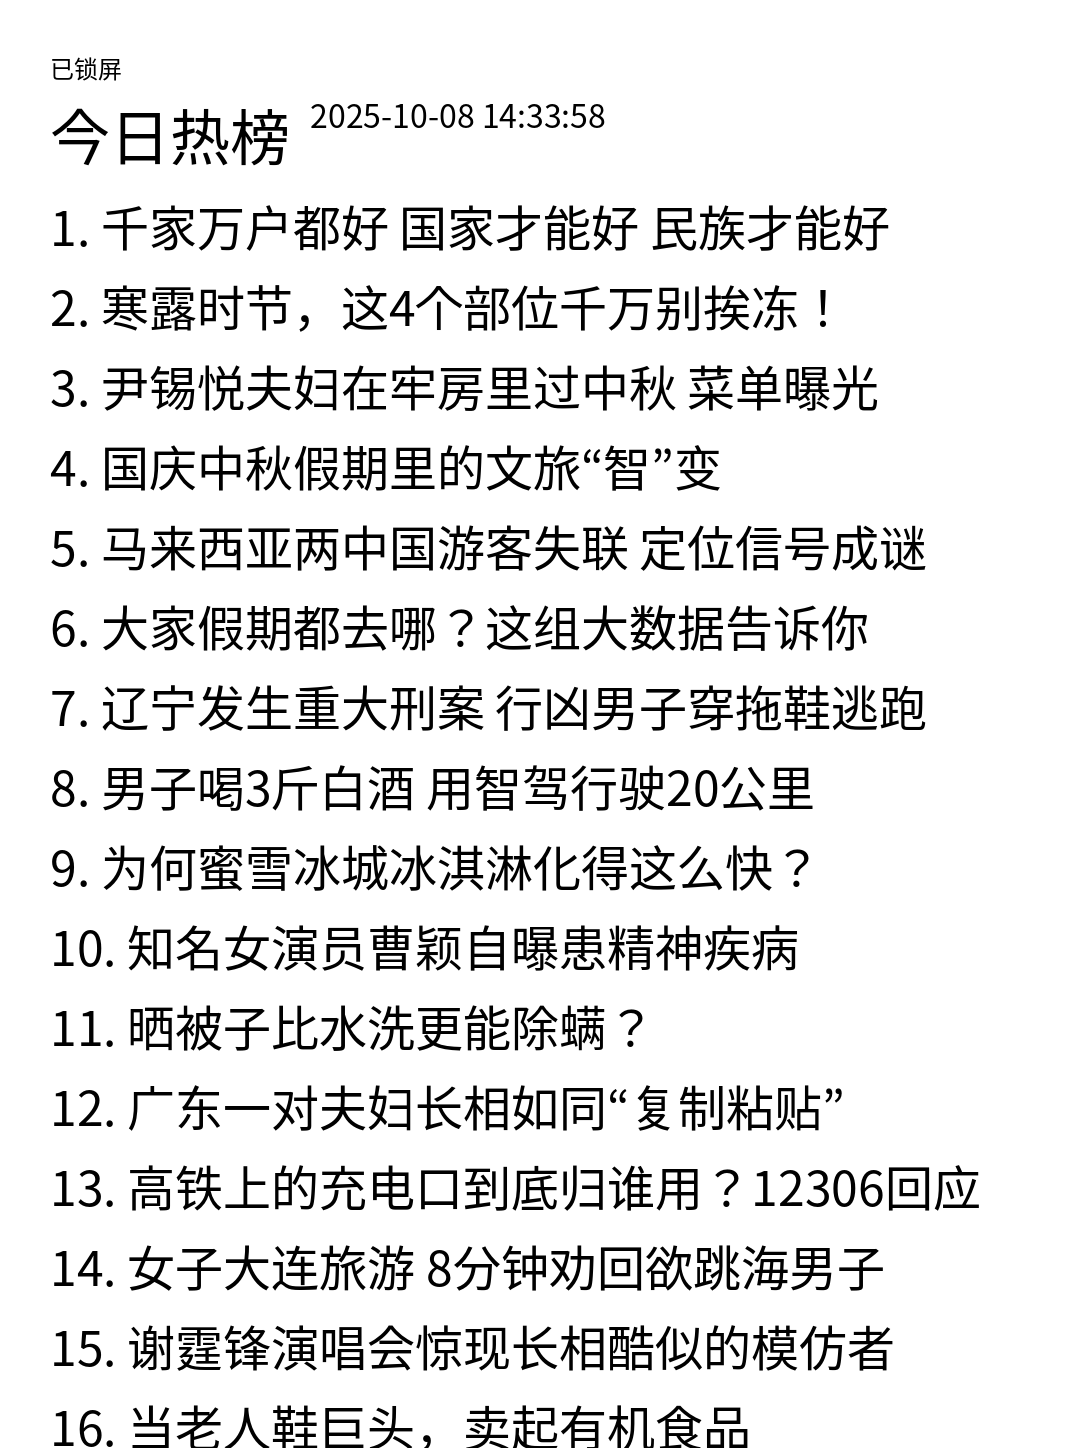 已锁屏
今日热榜 2025-10-08 14:33:58
1. 千家万户都好 国家才能好 民族才能好
2. 寒露时节，这4个部位千万别挨冻！
3. 尹锡悦夫妇在牢房里过中秋 菜单曝光
4. 国庆中秋假期里的文旅“智”变
5. 马来西亚两中国游客失联 定位信号成谜
6. 大家假期都去哪？这组大数据告诉你
7. 辽宁发生重大刑案 行凶男子穿拖鞋逃跑
8. 男子喝3斤白酒 用智驾行驶20公里
9. 为何蜜雪冰城冰淇淋化得这么快？
10. 知名女演员曹颖自曝患精神疾病
11. 晒被子比水洗更能除螨？
12. 广东一对夫妇长相如同“复制粘贴”
13. 高铁上的充电口到底归谁用？12306回应
14. 女子大连旅游 8分钟劝回欲跳海男子
15. 谢霆锋演唱会惊现长相酷似的模仿者
16. 当老人鞋巨头，卖起有机食品